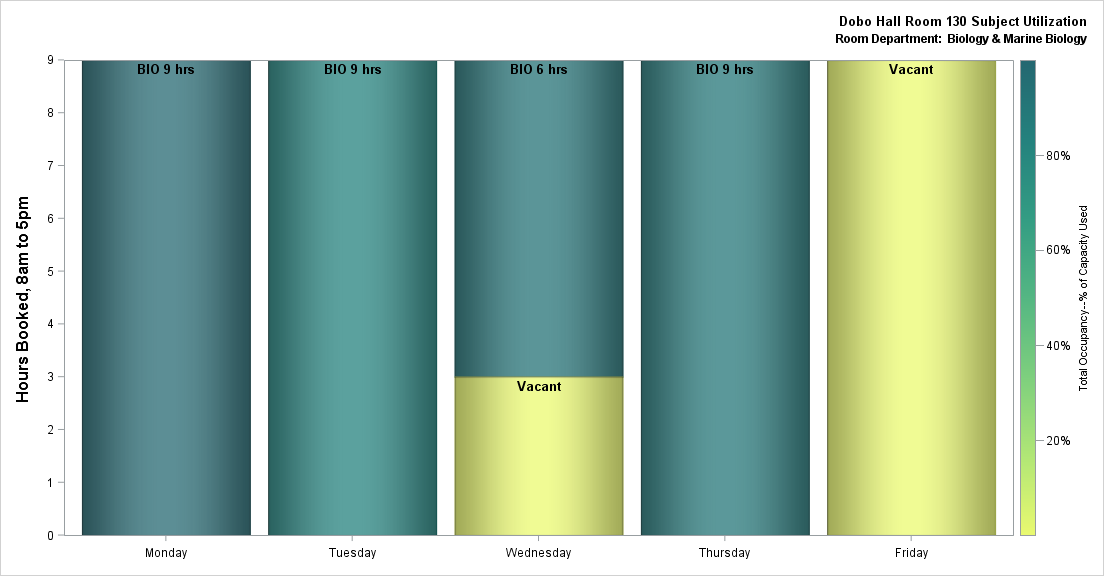 Dobo Hall Room 130 Subject Utilization
Room Department: Biology & Marine Biology
Hours Booked, 8am to 5pm
9
8
7
6
5
4
3
2
1
0
BIO 9 hrs
BIO 9 hrs
BIO 6 hrs
BIO 9 hrs
Vacant
Vacant
Monday
Tuesday
Wednesday
Thursday
Friday
80%
60%
40%
20%
Total Occupancy--% of Capacity Used